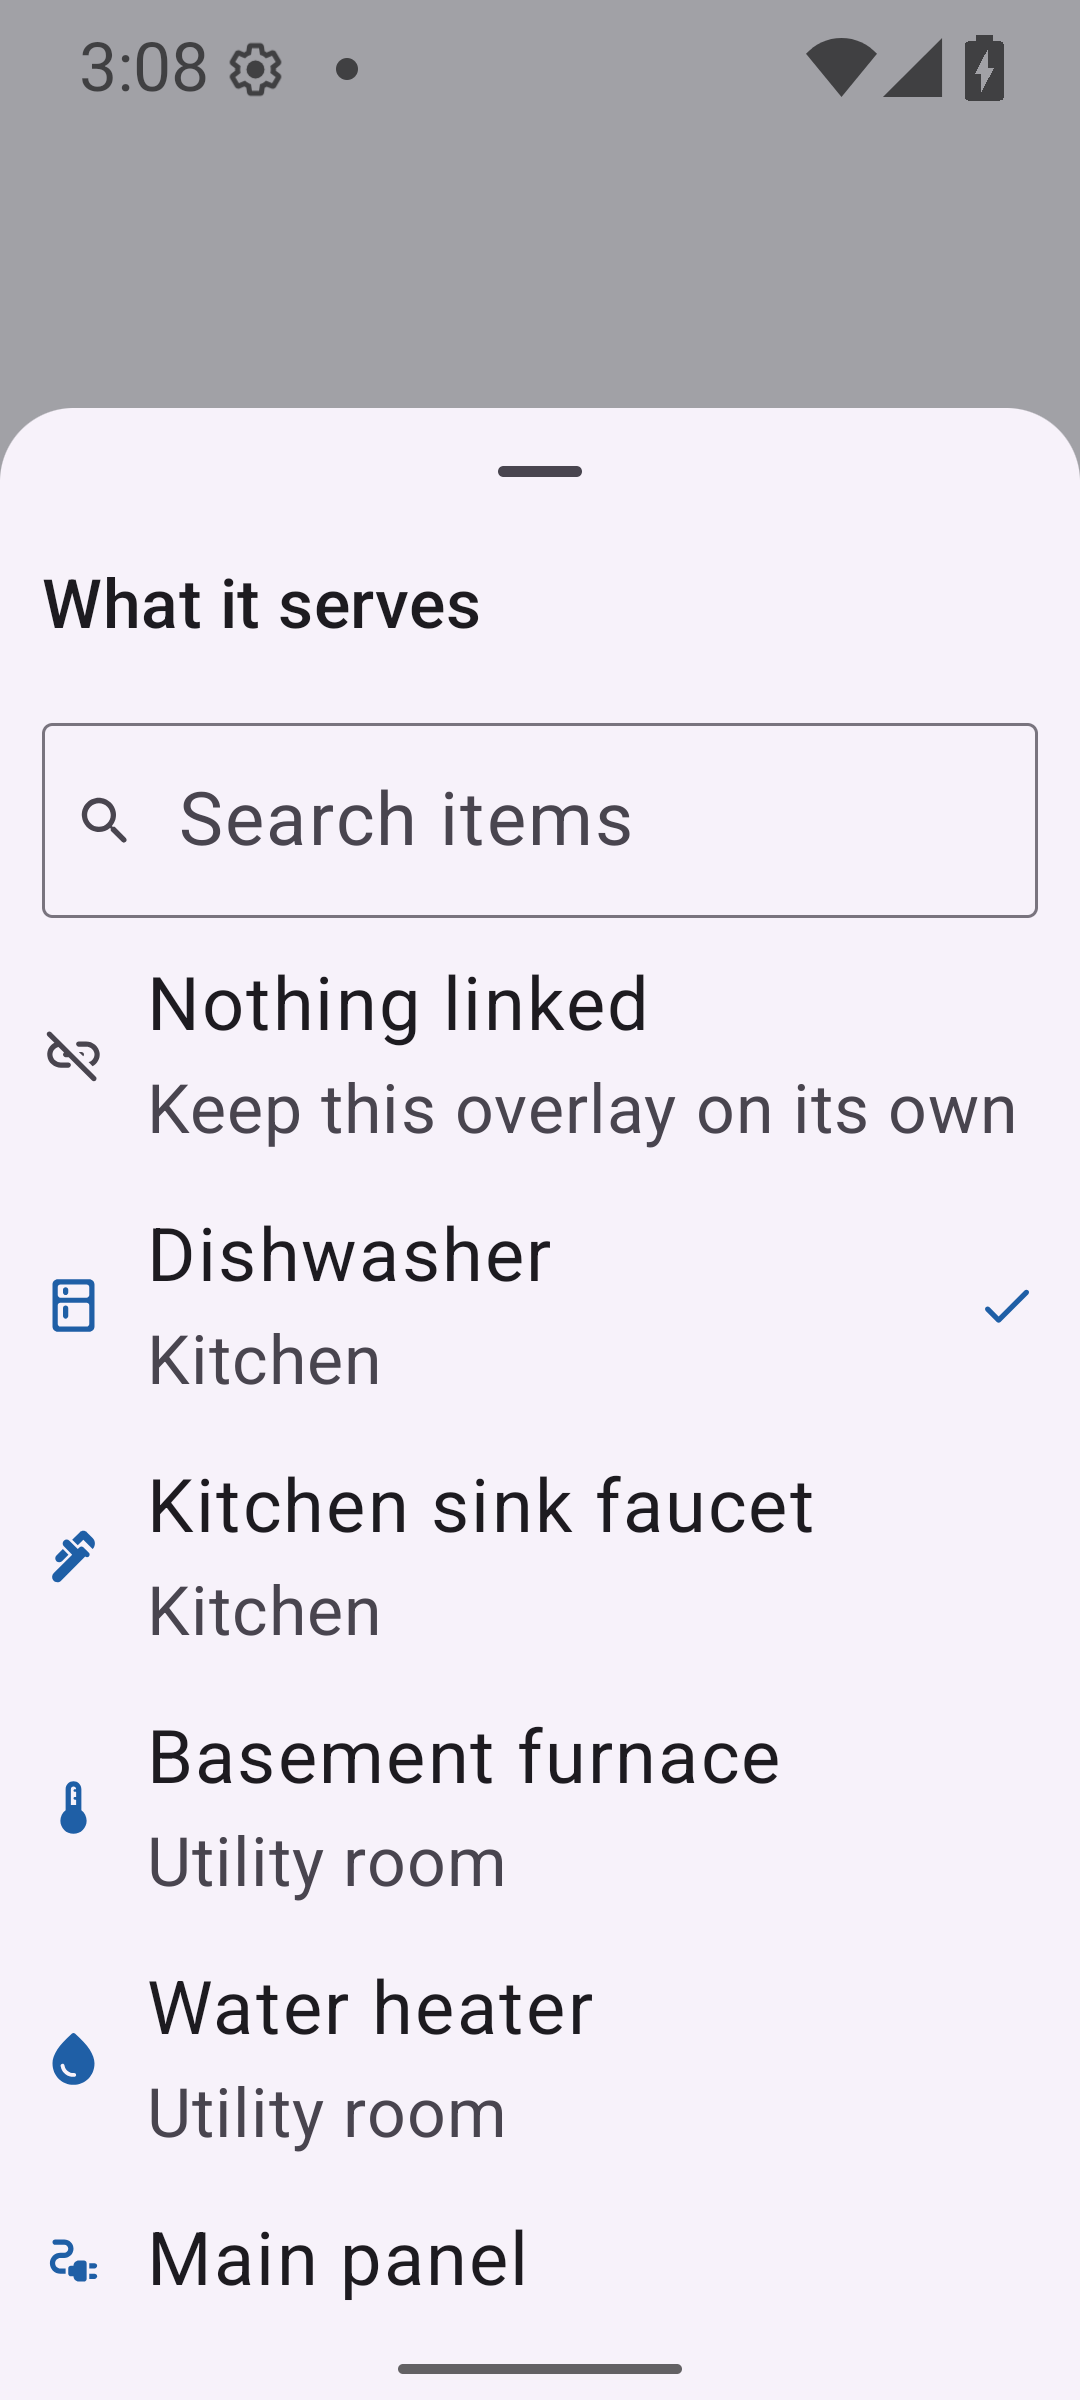 3:08
What it serves
Search items
Nothing linked
Keep this overlay on its own
Dishwasher
Kitchen
Kitchen sink faucet
Kitchen
Basement furnace
Utility room
Water heater
Utility room
Main panel